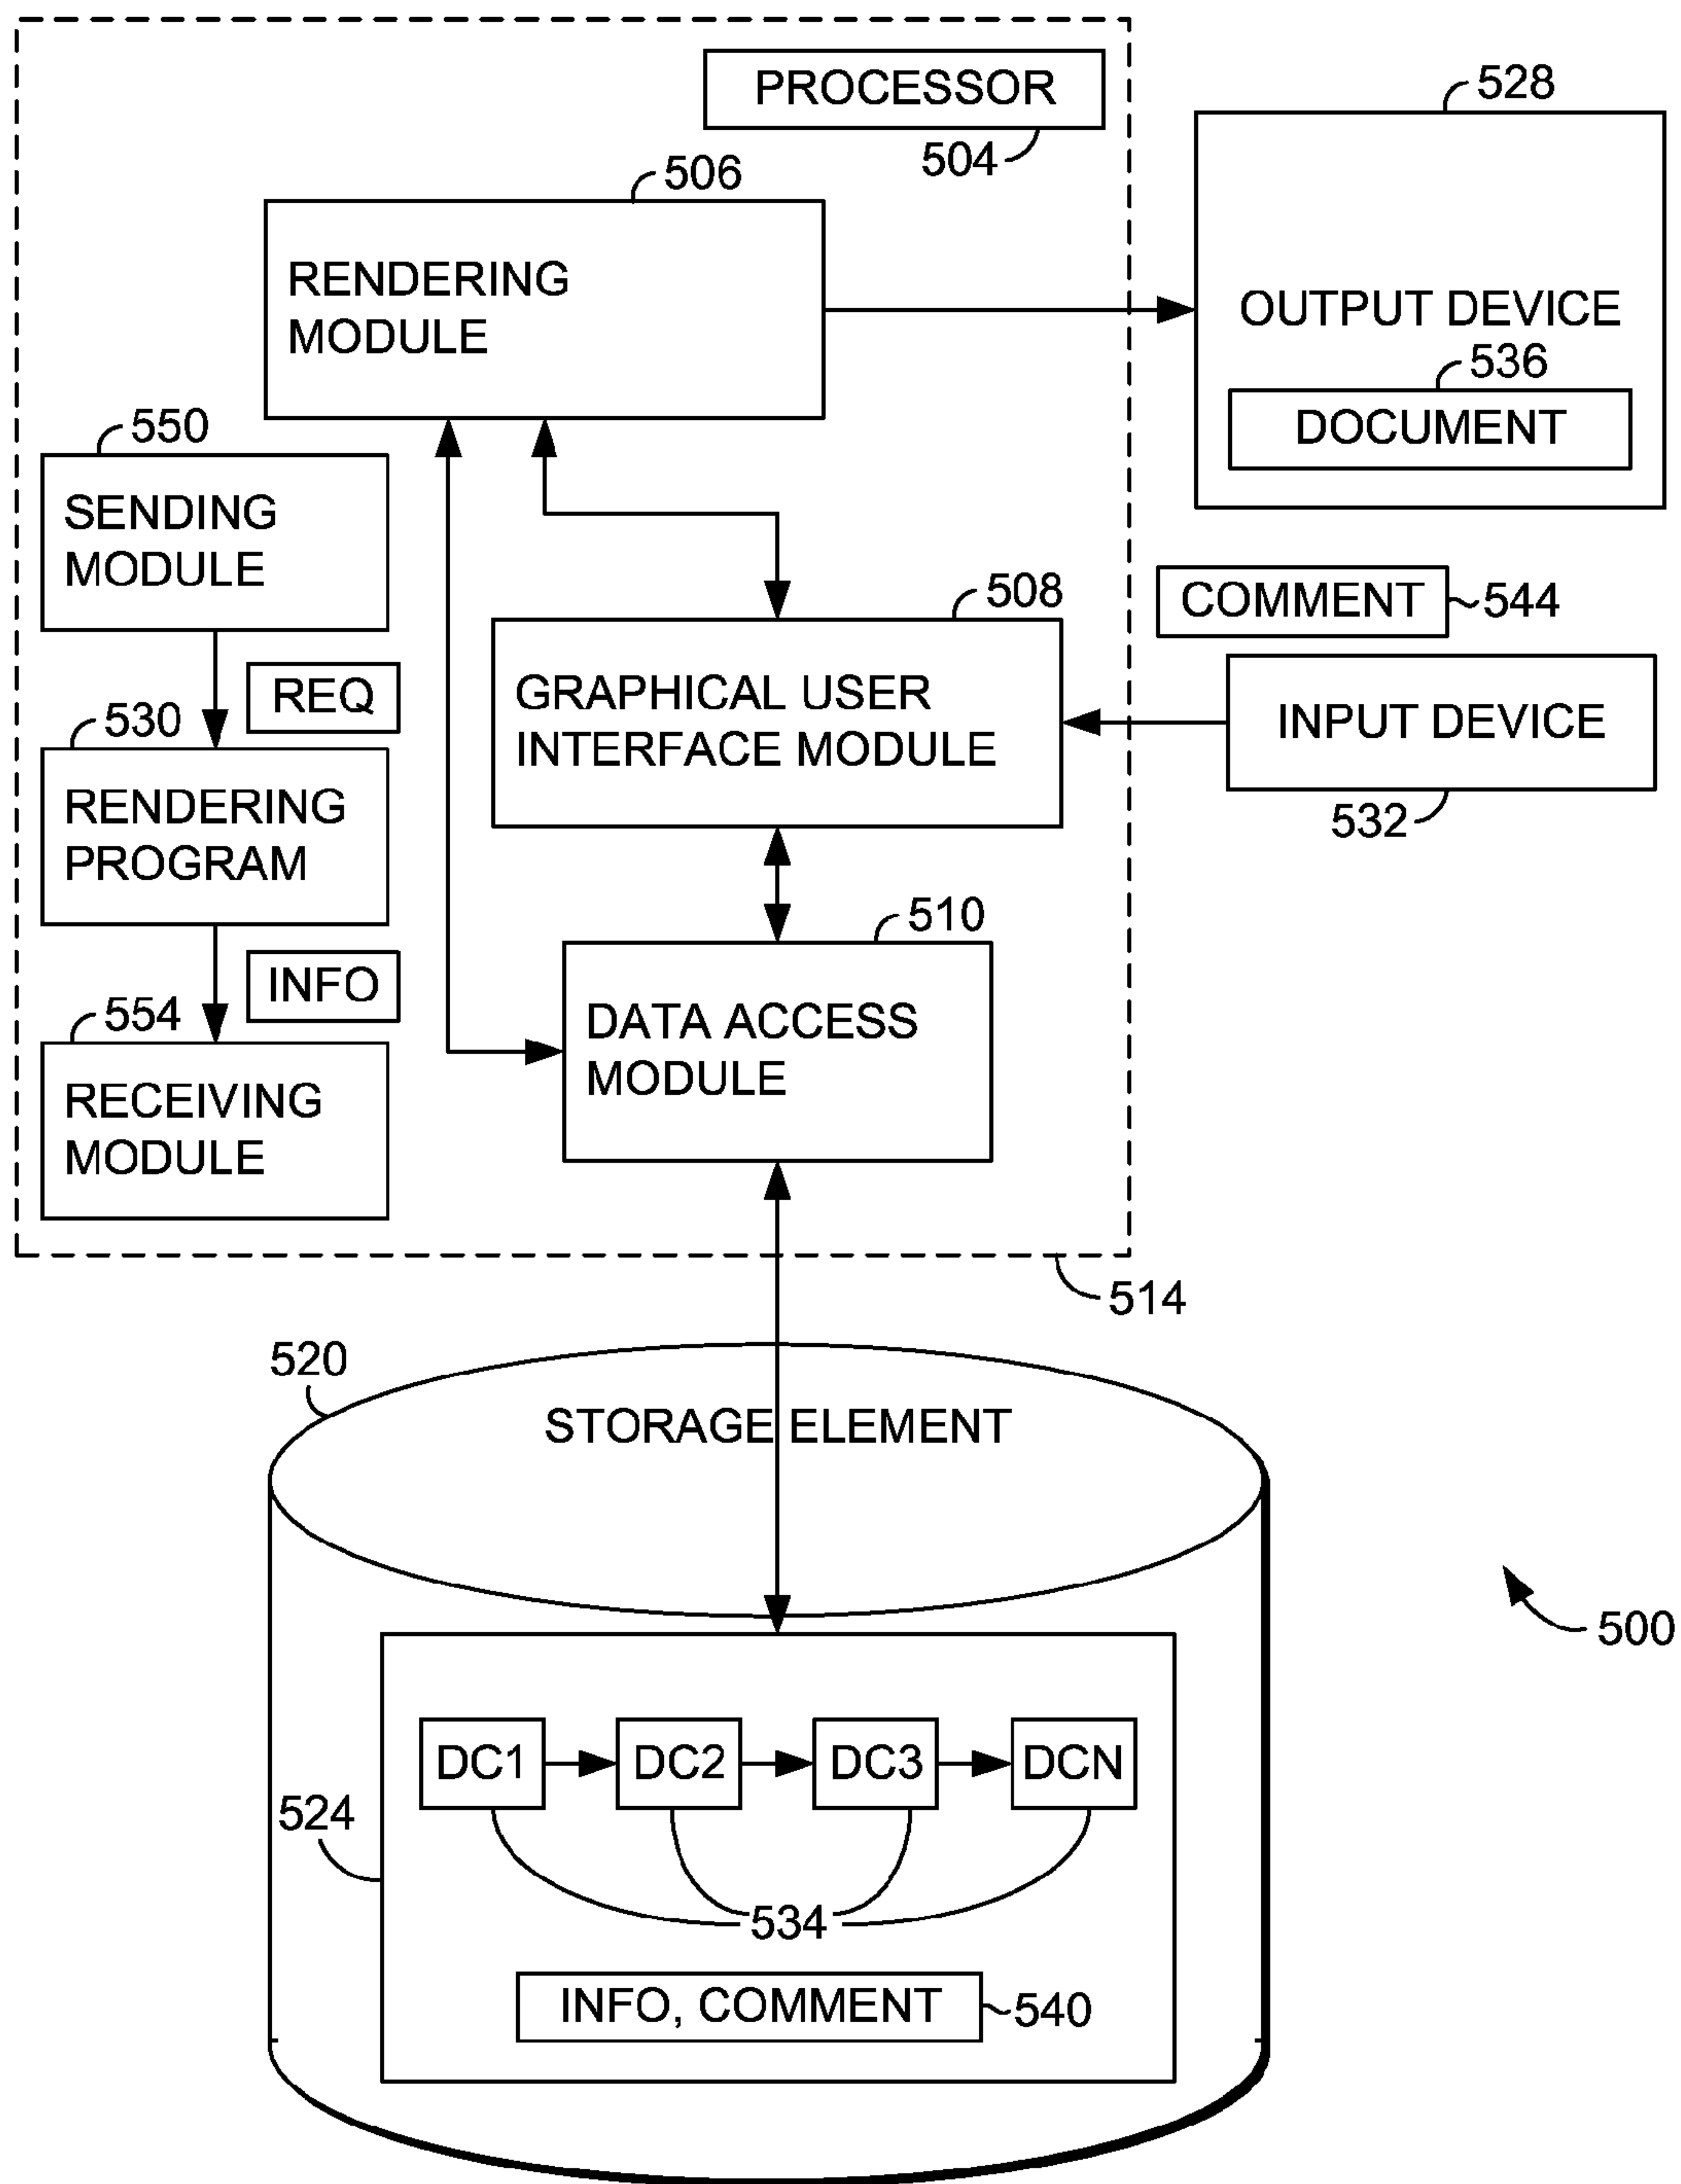 PROCESSOR
504
528
506
RENDERING
MODULE
OUTPUT DEVICE
536
DOCUMENT
550
SENDING
MODULE
508
COMMENT
544
REQ
GRAPHICAL USER
INTERFACE MODULE
INPUT DEVICE
532
530
RENDERING
PROGRAM
510
INFO
554
DATA ACCESS
MODULE
RECEIVING
MODULE
514
520
STORAGE ELEMENT
500
DC1
DC2
DC3
DCN
524
534
INFO, COMMENT
540